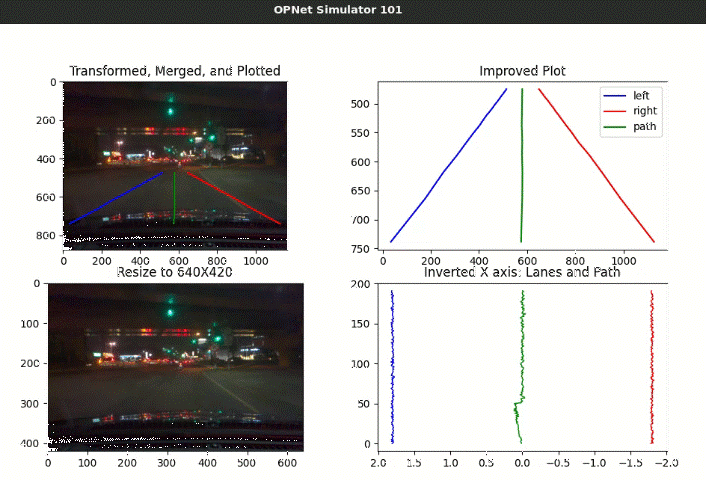 OPNet Simulator 101
Transformed, Merged, and Plotted
0
200
400
600
800
0 200 400 600 800 1000
Improved Plot
500
550
600
650
700
750
0 200 400 600 800 1000
left
right
path
Resize to 640X420
0
100
200
300
400
0 100 200 300 400 500 600
Inverted X axis: Lanes and Path
200
150
100
50
0
2.0 1.5 1.0 0.5 0.0 −0.5 −1.0 −1.5 −2.0